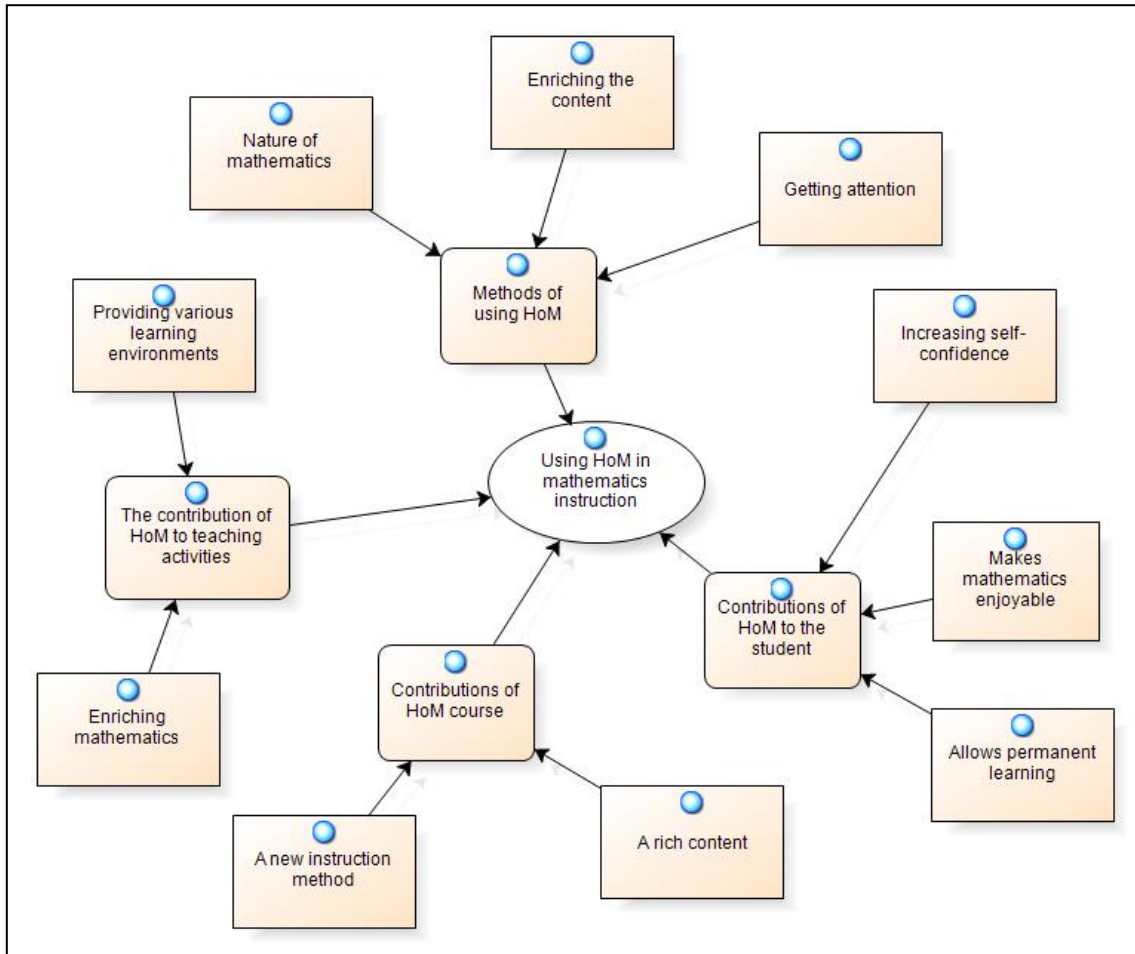 Enriching the
content
Nature of
mathematics
Getting attention
Methods of
using HoM
Providing various
learning
environments
Increasing self-
confidence
Using HoM in
mathematics
instruction
The contribution of
HoM to teaching
activities
Makes
mathematics
enjoyable
Contributions of
HoM to the
student
Contributions of
HoM course
Enriching
mathematics
Allows permanent
learning
A new instruction
method
A rich content